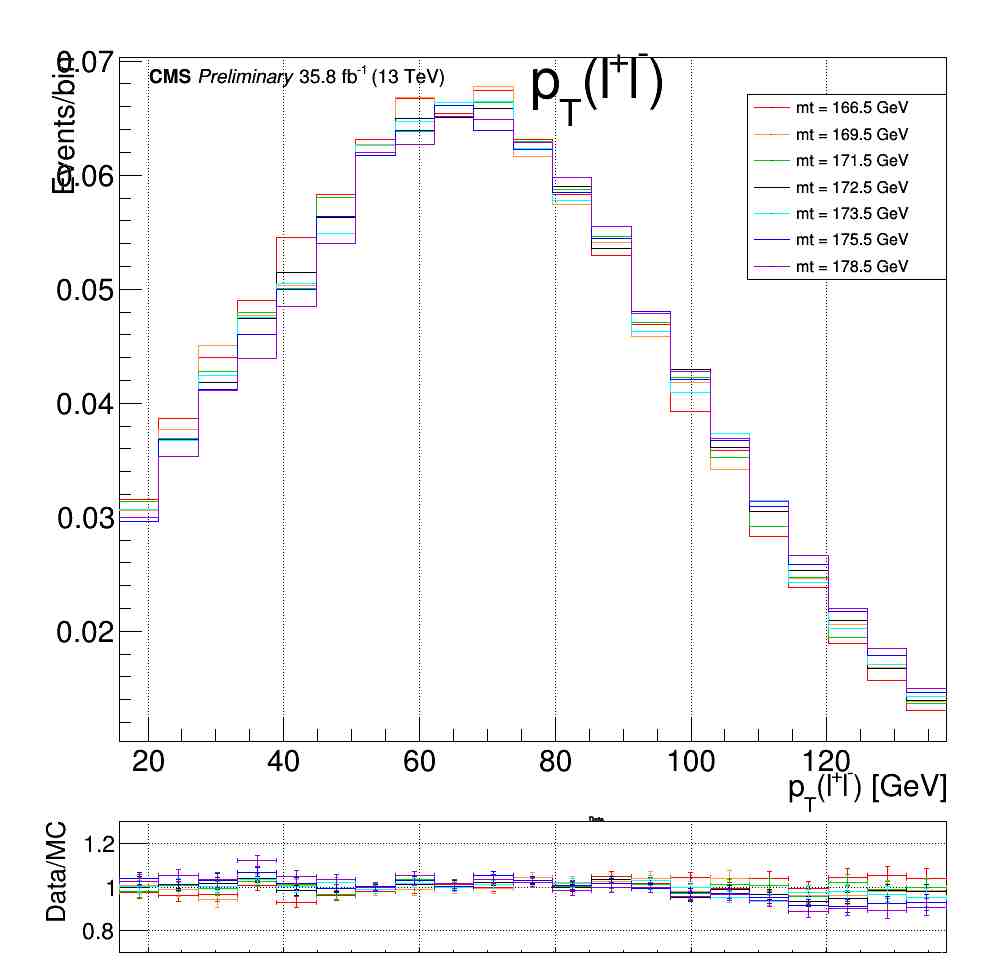 Events/bin
0.07
0.06
0.05
0.04
0.03
0.02
CMS Preliminary 35.8 fb⁻¹ (13 TeV)
p_T(l⁺l⁻)
mt = 166.5 GeV
mt = 169.5 GeV
mt = 171.5 GeV
mt = 172.5 GeV
mt = 173.5 GeV
mt = 175.5 GeV
mt = 178.5 GeV
20 40 60 80 100 120
p_T(l⁺l⁻) [GeV]
Data
Data/MC
1.2
1
0.8